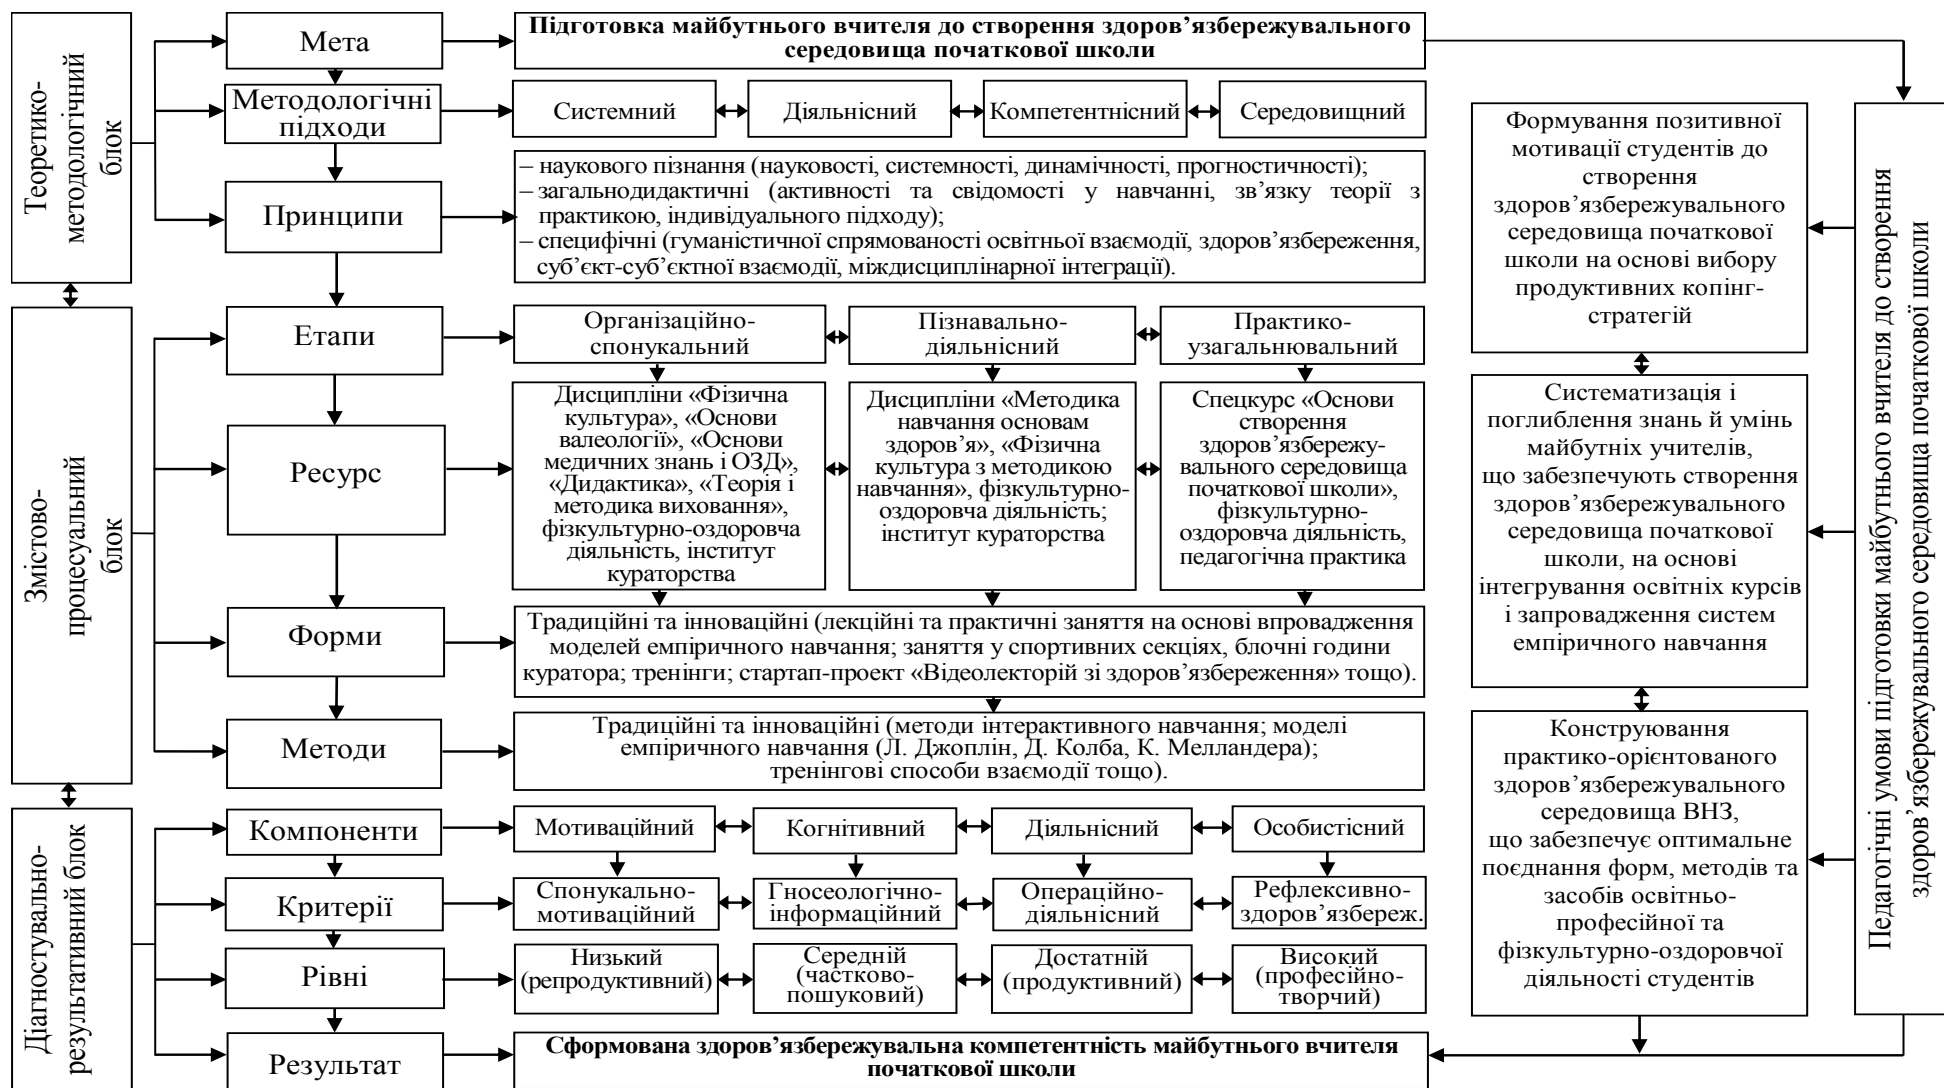 Теоретико-
методологічний
блок
Мета
Підготовка майбутнього вчителя до створення здоров’язбережувального
середовища початкової школи
Методологічні
підходи
Системний
Діяльнісний
Компетентнісний
Середовищний
Принципи
– наукового пізнання (науковості, системності, динамічності, прогностичності);
– загальнодидактичні (активності та свідомості у навчанні, зв’язку теорії з
практикою, індивідуального підходу);
– специфічні (гуманістичної спрямованості освітньої взаємодії, здоров’язбереження,
суб’єкт-суб’єктної взаємодії, міждисциплінарної інтеграції).
Змістово-
процесуальний
блок
Етапи
Організаційно-
спонукальний
Пізнавально-
діяльнісний
Практико-
узагальнювальний
Ресурс
Дисципліни «Фізична
культура», «Основи
валеології», «Основи
медичних знань і ОЗД»,
«Дидактика», «Теорія і
методика виховання»,
фізкультурно-оздоровча
діяльність, інститут
кураторства
Дисципліни «Методика
навчання основам
здоров’я», «Фізична
культура з методикою
навчання», фізкультурно-
оздоровча діяльність;
інститут кураторства
Спецкурс «Основи
створення
здоров’язбережу-
вального середовища
початкової школи»,
фізкультурно-
оздоровча діяльність,
педагогічна практика
Форми
Традиційні та інноваційні (лекційні та практичні заняття на основі впровадження
моделей емпіричного навчання; заняття у спортивних секціях, блочні години
куратора; тренінги; стартап-проект «Відеолекторій зі здоров’язбереження» тощо).
Методи
Традиційні та інноваційні (методи інтерактивного навчання; моделі
емпіричного навчання (Л. Джоплін, Д. Колба, К. Мелландера);
тренінгові способи взаємодії тощо).
Діагностувально-
результативний блок
Компоненти
Мотиваційний
Когнітивний
Діяльнісний
Особистісний
Критерії
Спонукально-
мотиваційний
Гносеологічно-
інформаційний
Операційно-
діяльнісний
Рефлексивно-
здоров’язбереж.
Рівні
Низький
(репродуктивний)
Середній
(частково-
пошуковий)
Достатній
(продуктивний)
Високий
(професійно-
творчий)
Результат
Сформована здоров’язбережувальна компетентність майбутнього вчителя
початкової школи
Формування позитивної
мотивації студентів до
створення
здоров’язбережувального
середовища початкової
школи на основі вибору
продуктивних копінг-
стратегій
Систематизація і
поглиблення знань й умінь
майбутніх учителів,
що забезпечують створення
здоров’язбережувального
середовища початкової
школи, на основі
інтегрування освітніх курсів
і запровадження систем
емпіричного навчання
Конструювання
практико-орієнтованого
здоров’язбережувального
середовища ВНЗ,
що забезпечує оптимальне
поєднання форм, методів та
засобів освітньо-
професійної та
фізкультурно-оздоровчої
діяльності студентів
Педагогічні умови підготовки майбутнього вчителя до створення
здоров’язбережувального середовища початкової школи